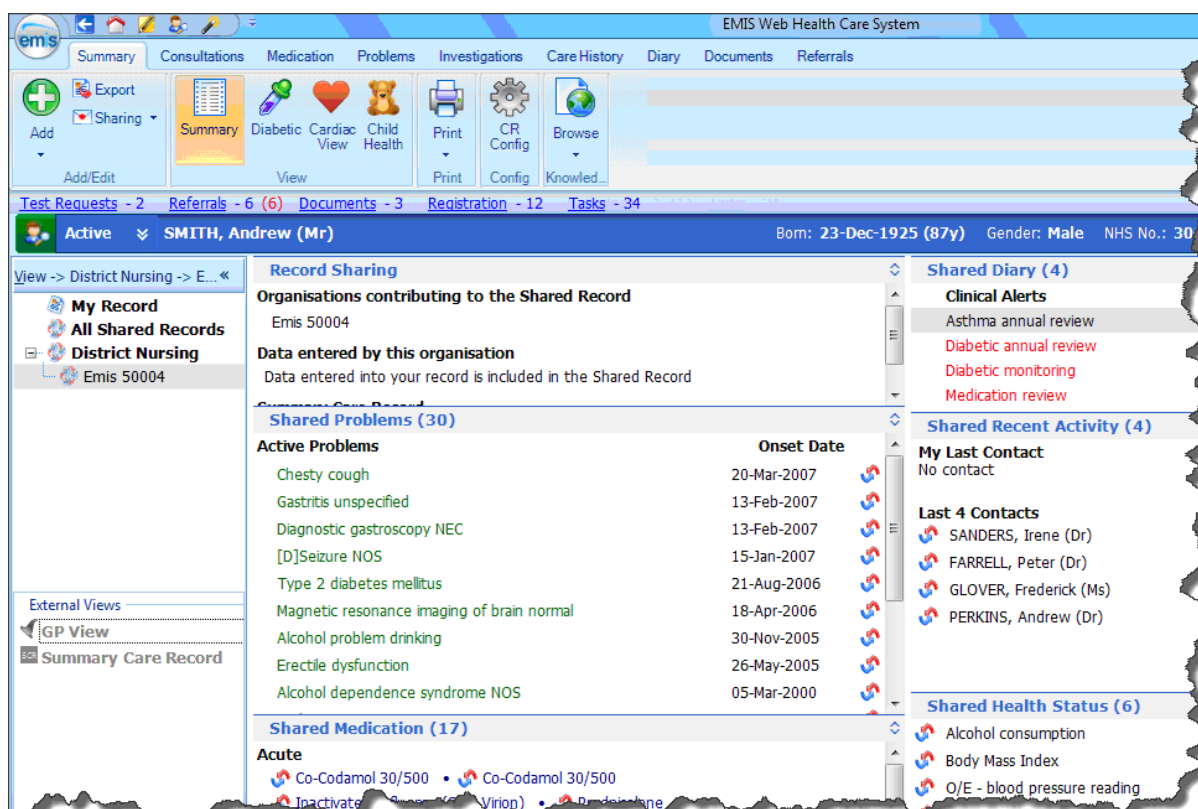 EMIS Web Health Care System
emis
Summary Consultations Medication Problems Investigations Care History Diary Documents Referrals
Add
Export
Sharing
Summary
Diabetic
Cardiac View
Child Health
Print
CR Config
Browse
Add/Edit View Print Config Knowled...
Test Requests - 2 Referrals - 6 (6) Documents - 3 Registration - 12 Tasks - 34
Active SMITH, Andrew (Mr) Born: 23-Dec-1925 (87y) Gender: Male NHS No.: 30
View -> District Nursing -> E... «
My Record
All Shared Records
District Nursing
Emis 50004
External Views
GP View
SCR Summary Care Record
Record Sharing
Organisations contributing to the Shared Record
Emis 50004
Data entered by this organisation
Data entered into your record is included in the Shared Record
Summary Care Record
Shared Problems (30)
Active Problems Onset Date
Chesty cough 20-Mar-2007
Gastritis unspecified 13-Feb-2007
Diagnostic gastroscopy NEC 13-Feb-2007
[D]Seizure NOS 15-Jan-2007
Type 2 diabetes mellitus 21-Aug-2006
Magnetic resonance imaging of brain normal 18-Apr-2006
Alcohol problem drinking 30-Nov-2005
Erectile dysfunction 26-May-2005
Alcohol dependence syndrome NOS 05-Mar-2000
Shared Medication (17)
Acute
Co-Codamol 30/500 • Co-Codamol 30/500
Virion) •
Shared Diary (4)
Clinical Alerts
Asthma annual review
Diabetic annual review
Diabetic monitoring
Medication review
Shared Recent Activity (4)
My Last Contact
No contact
Last 4 Contacts
SANDERS, Irene (Dr)
FARRELL, Peter (Dr)
GLOVER, Frederick (Ms)
PERKINS, Andrew (Dr)
Shared Health Status (6)
Alcohol consumption
Body Mass Index
O/E - blood pressure reading